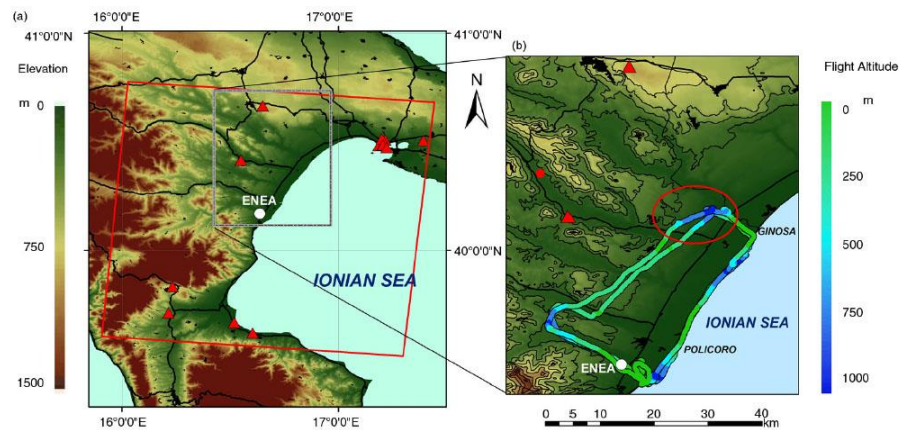 (a)
16°0'0"E
17°0'0"E
41°0'0"N
41°0'0"N
(b)
Elevation
m
0
750
1500
ENEA
IONIAN SEA
40°0'0"N
16°0'0"E
17°0'0"E
N
GINOSA
IONIAN SEA
POLICORO
ENEA
0 5 10 20 30 40
km
Flight Altitude
0
m
250
500
750
1000